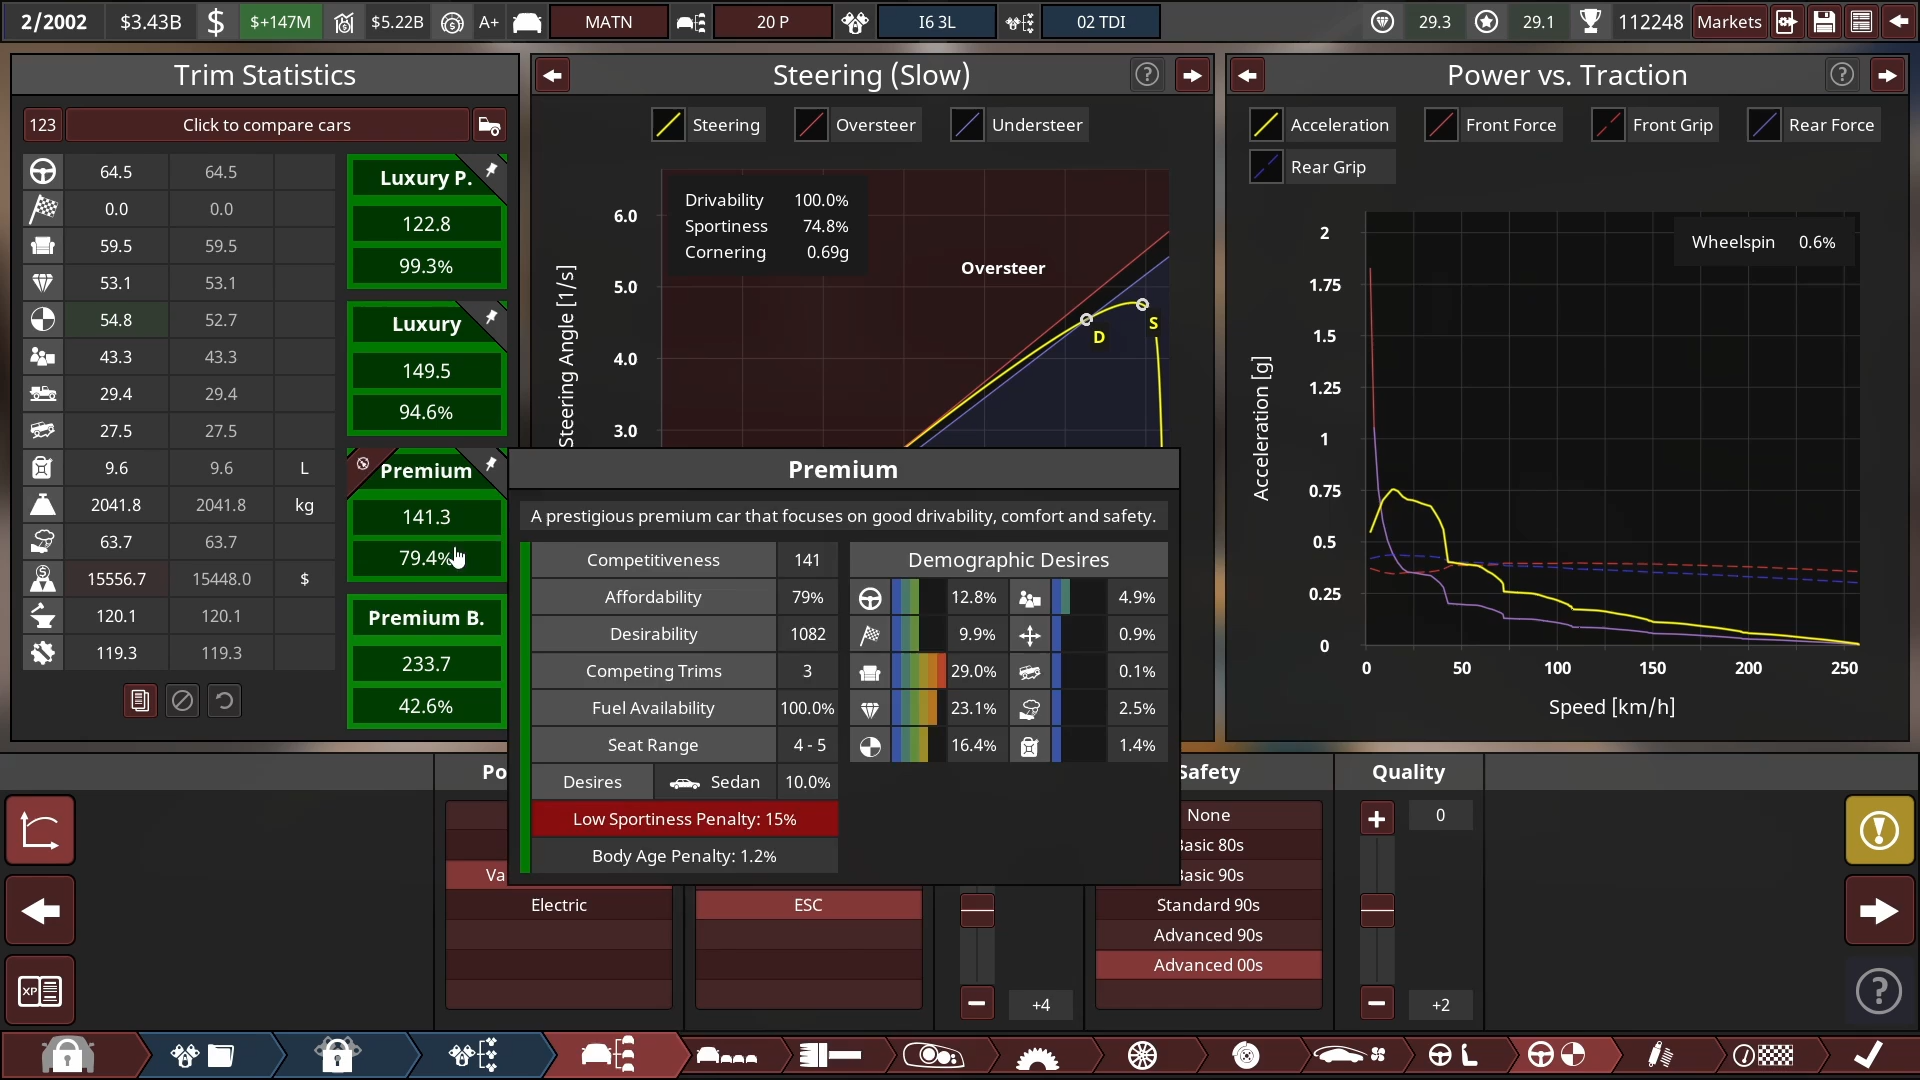 2/2002 $3.43B $+147M $5.22B A+ MATN 20 P I6 3L 02 TDI 29.3 29.1 112248 Markets
Trim Statistics
123 Click to compare cars
64.5 64.5
0.0 0.0
59.5 59.5
53.1 53.1
54.8 52.7
43.3 43.3
29.4 29.4
27.5 27.5
9.6 9.6 L
2041.8 2041.8 kg
63.7 63.7
15556.7 15448.0 $
120.1 120.1
119.3 119.3
Luxury P.
122.8
99.3%
Luxury
149.5
94.6%
Premium
141.3
79.4%
Premium B.
233.7
42.6%
Steering (Slow)
Steering Oversteer Understeer
Drivability 100.0%
Sportiness 74.8%
Cornering 0.69g
Oversteer
6.0
5.0
4.0
3.0
Steering Angle [1/s]
D
S
Power vs. Traction
Acceleration Front Force Front Grip Rear Force
Rear Grip
Wheelspin 0.6%
2
1.75
1.5
1.25
1
0.75
0.5
0.25
0
Acceleration [g]
0 50 100 150 200 250
Speed [km/h]
Premium
A prestigious premium car that focuses on good drivability, comfort and safety.
Competitiveness 141
Affordability 79%
Desirability 1082
Competing Trims 3
Fuel Availability 100.0%
Seat Range 4 - 5
Desires Sedan 10.0%
Low Sportiness Penalty: 15%
Body Age Penalty: 1.2%
Demographic Desires
12.8% 4.9%
9.9% 0.9%
29.0% 0.1%
23.1% 2.5%
16.4% 1.4%
Po
Va
Electric
ESC
+4
Safety
None
Basic 80s
Basic 90s
Standard 90s
Advanced 90s
Advanced 00s
Quality
0
+2
XP